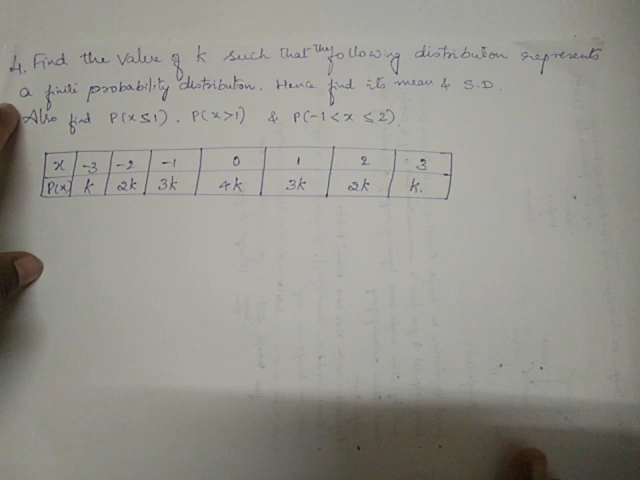 4. Find the value of k such that the following distribution represents
a finite probability distribution. Hence find its mean & S.D.
Also find P(x ≤ 1), P(x > 1) & P(-1 < x ≤ 2).
x -3 -2 -1 0 1 2 3
P(x) k 2k 3k 4k 3k 2k k.